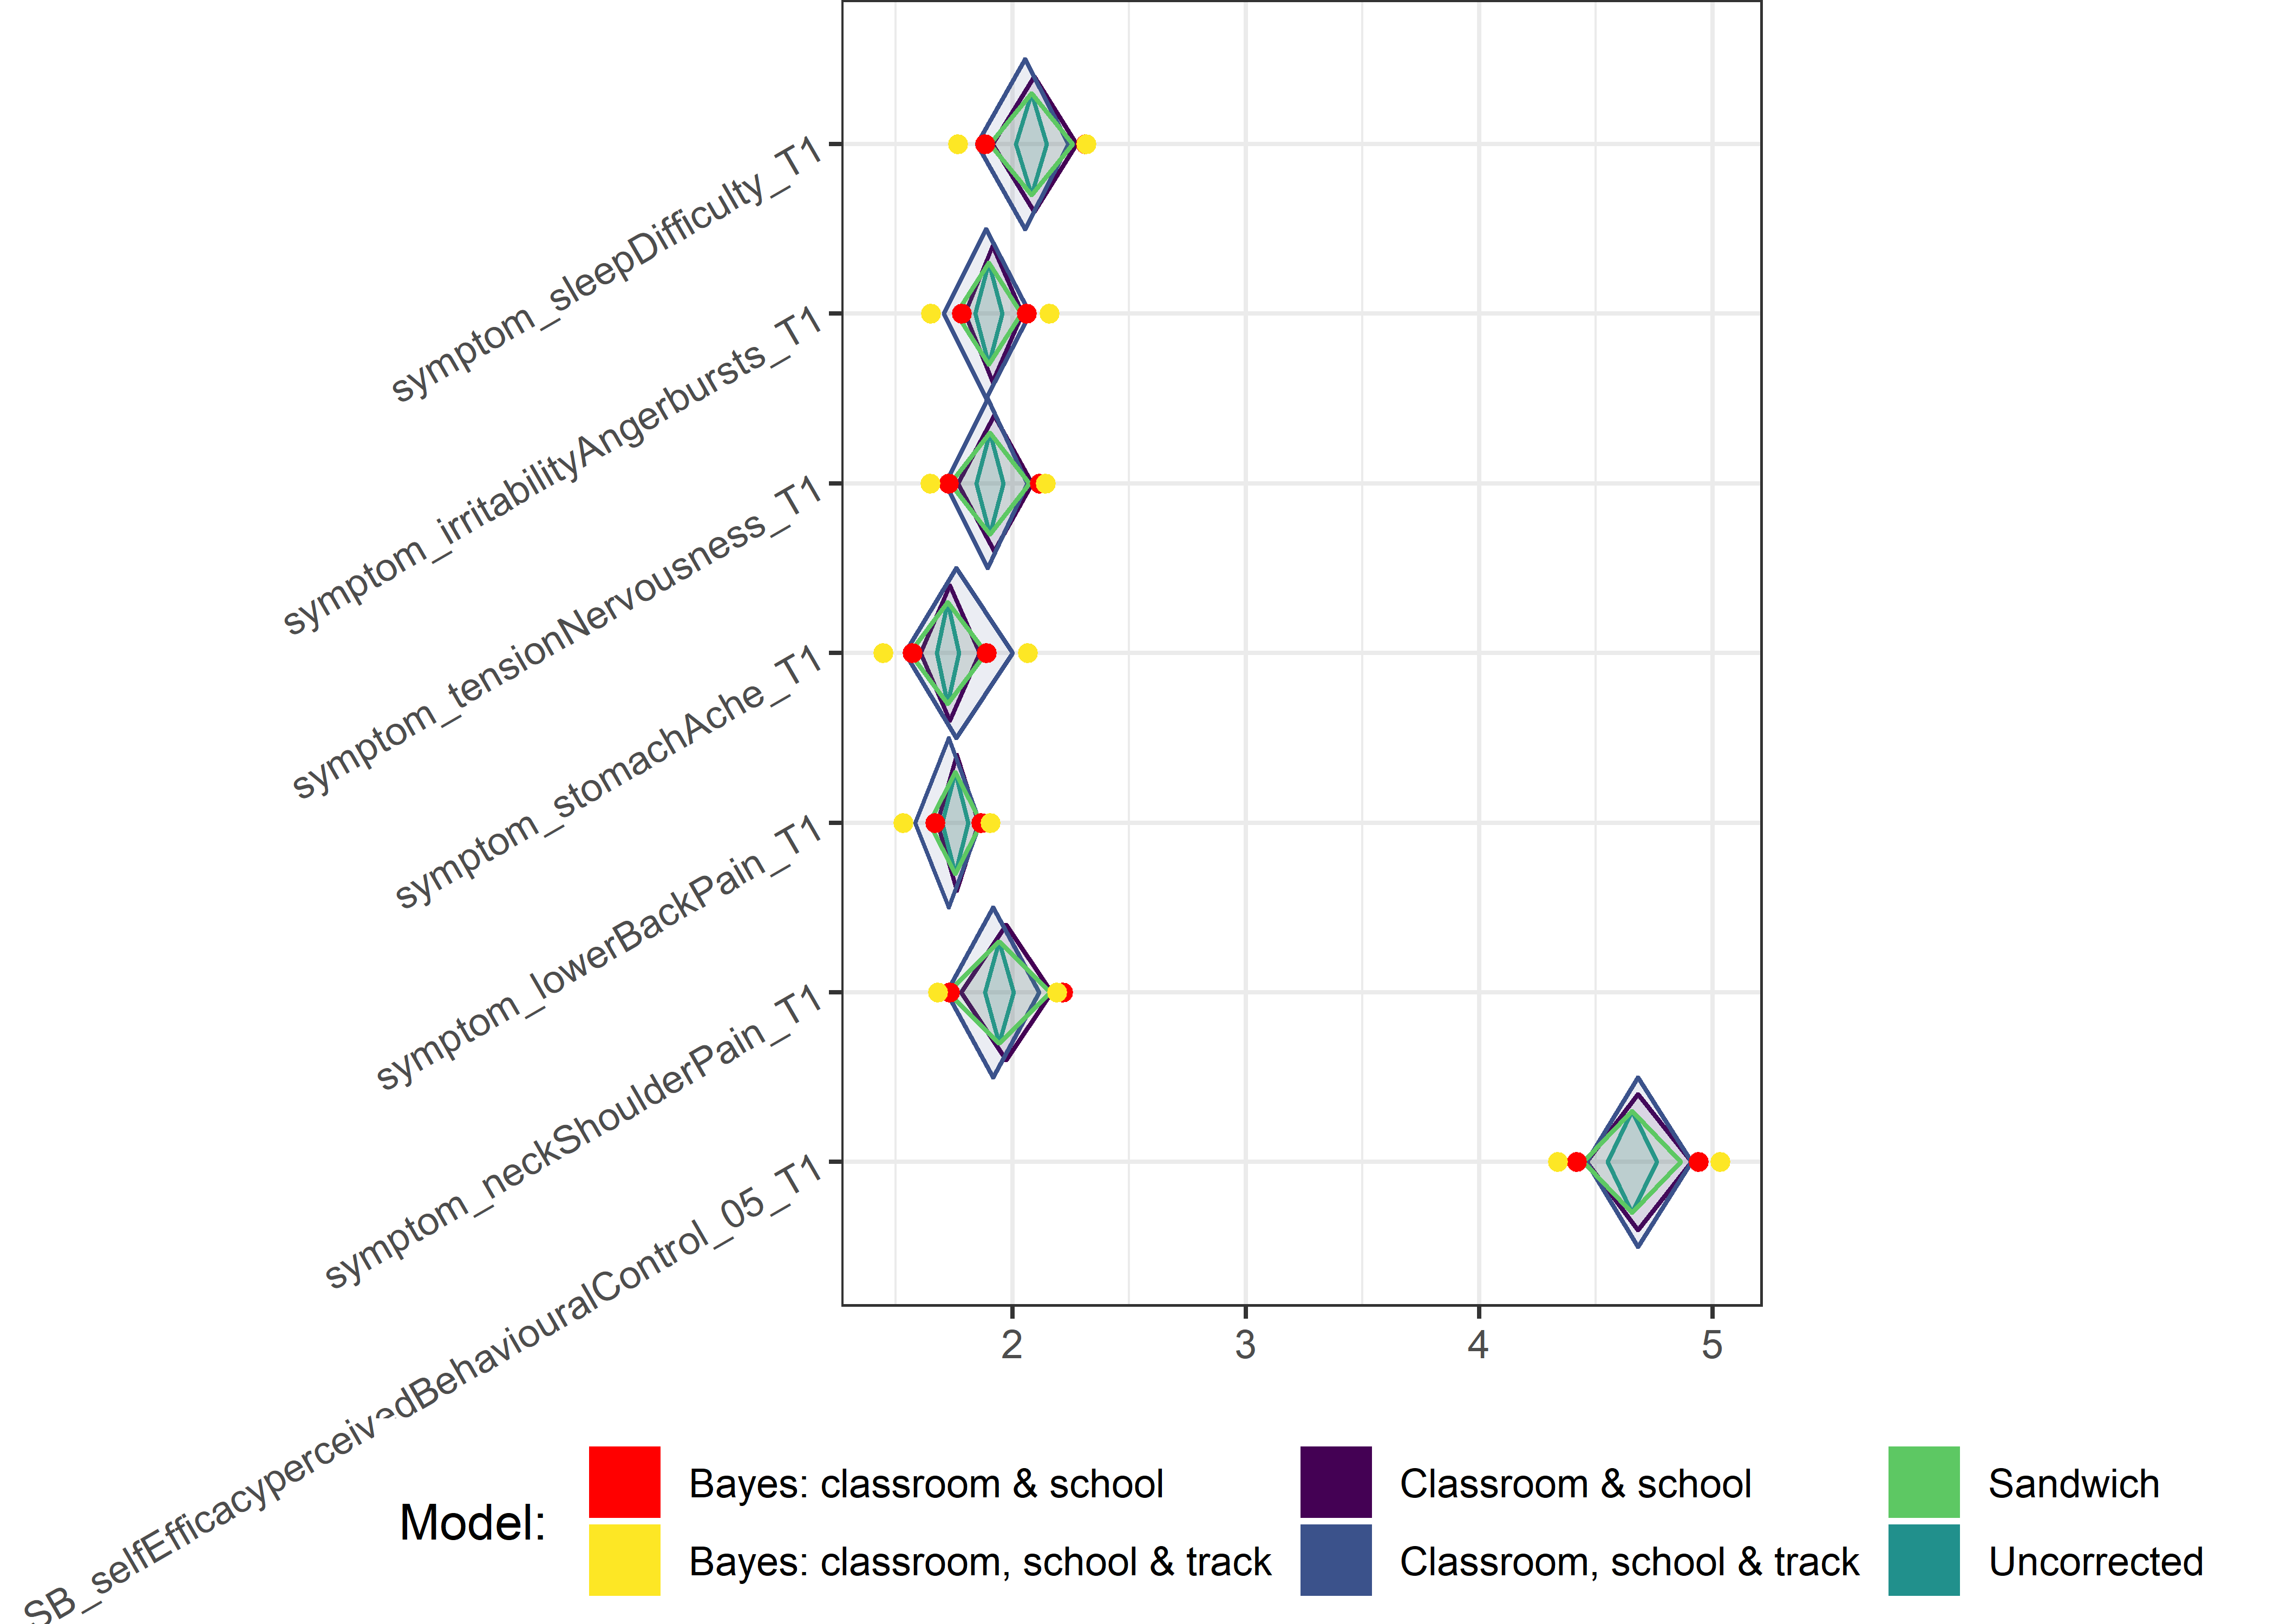 symptom_sleepDifficulty_T1
symptom_irritabilityAngerbursts_T1
symptom_tensionNervousness_T1
symptom_stomachAche_T1
symptom_lowerBackPain_T1
symptom_neckShoulderPain_T1
SB_selfEfficacyperceivedBehaviouralControl_05_T1
2 3 4 5
Model:
Bayes: classroom & school
Bayes: classroom, school & track
Classroom & school
Classroom, school & track
Sandwich
Uncorrected